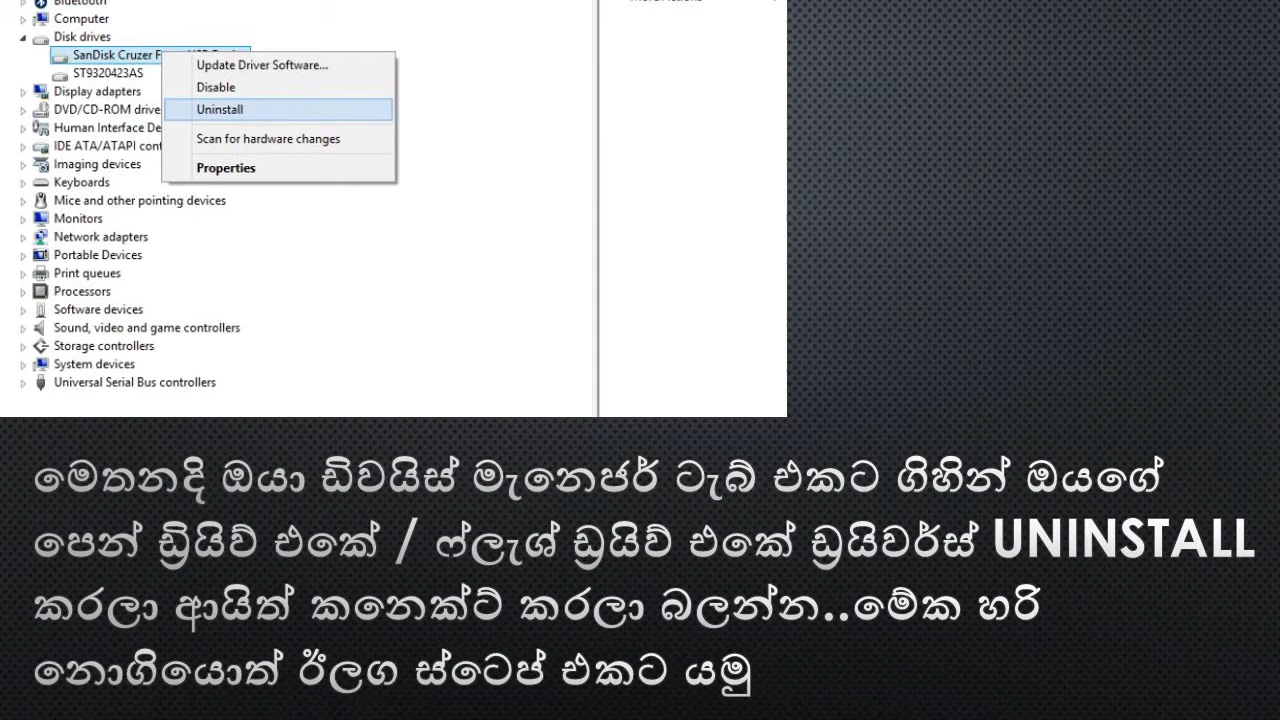 Bluetooth
Computer
Disk drives
SanDisk Cruzer
ST9320423AS
Update Driver Software...
Disable
Uninstall
Scan for hardware changes
Properties
Display adapters
DVD/CD-ROM drive
Human Interface De
IDE ATA/ATAPI cont
Imaging devices
Keyboards
Mice and other pointing devices
Monitors
Network adapters
Portable Devices
Print queues
Processors
Software devices
Sound, video and game controllers
Storage controllers
System devices
Universal Serial Bus controllers
මෙතනදි ඔයා ඩිවයිස් මැනෙජර් ටැබ් එකට ගිහින් ඔයගේ
පෙන් ඩ්‍රියිව් එකේ / ෆ්ලැශ් ඩ්‍රයිව් එකේ ඩ්‍රයිවර්ස් UNINSTALL
කරලා ආයිත් කනෙක්ට් කරලා බලන්න..මේක හරි
නොගියොත් ඊලග ස්ටෙප් එකට යමු